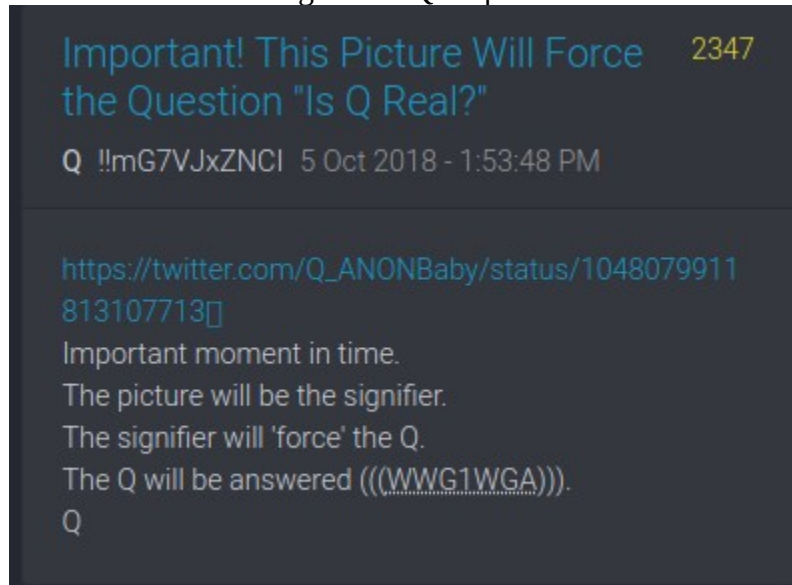 Important! This Picture Will Force 2347
the Question "Is Q Real?"
Q !!mG7VJxZNCI 5 Oct 2018 - 1:53:48 PM
https://twitter.com/Q_ANONBaby/status/1048079911
813107713
Important moment in time.
The picture will be the signifier.
The signifier will 'force' the Q.
The Q will be answered (((WWG1WGA))).
Q